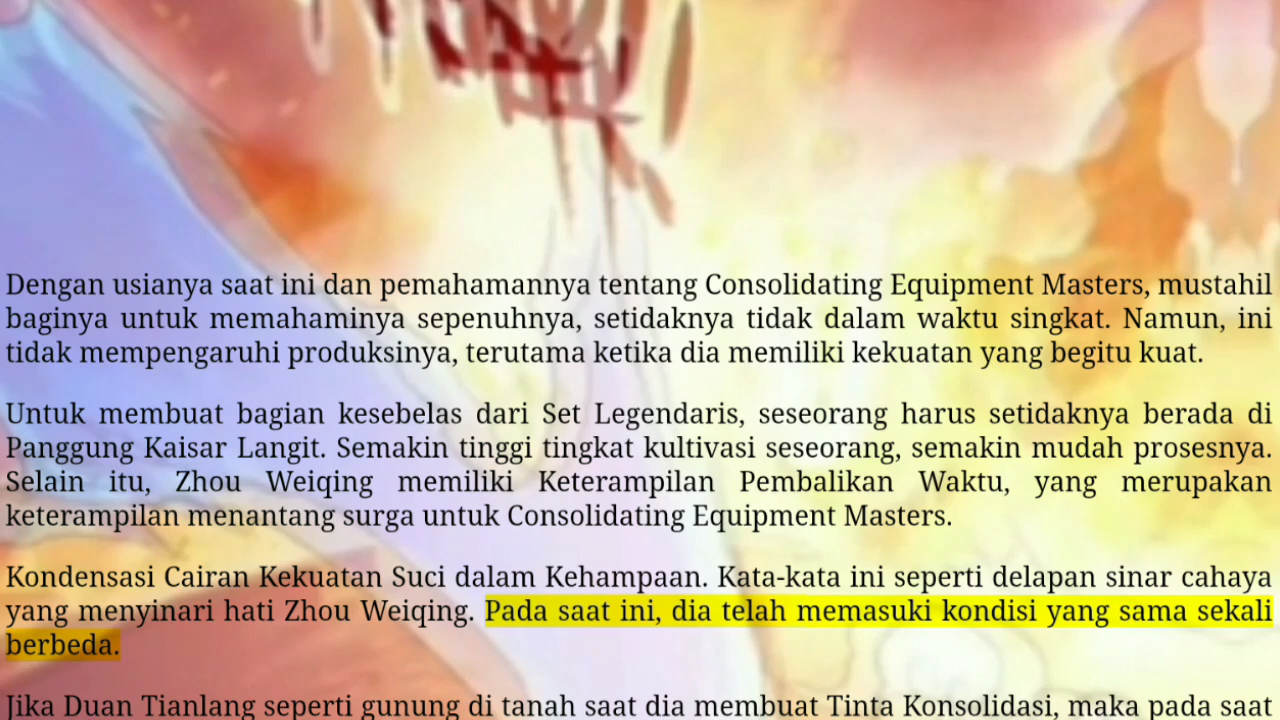 Dengan usianya saat ini dan pemahamannya tentang Consolidating Equipment Masters, mustahil
baginya untuk memahaminya sepenuhnya, setidaknya tidak dalam waktu singkat. Namun, ini
tidak mempengaruhi produksinya, terutama ketika dia memiliki kekuatan yang begitu kuat.
Untuk membuat bagian kesebelas dari Set Legendaris, seseorang harus setidaknya berada di
Panggung Kaisar Langit. Semakin tinggi tingkat kultivasi seseorang, semakin mudah prosesnya.
Selain itu, Zhou Weiqing memiliki Keterampilan Pembalikan Waktu, yang merupakan
keterampilan menantang surga untuk Consolidating Equipment Masters.
Kondensasi Cairan Kekuatan Suci dalam Kehampaan. Kata-kata ini seperti delapan sinar cahaya
yang menyinari hati Zhou Weiqing. Pada saat ini, dia telah memasuki kondisi yang sama sekali
berbeda.
Jika Duan Tianlang seperti gunung di tanah saat dia membuat Tinta Konsolidasi, maka pada saat